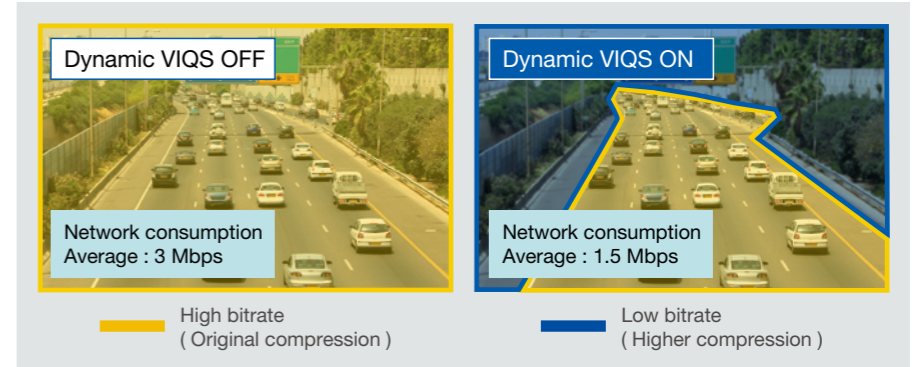 Dynamic VIQS OFF
Network consumption
Average : 3 Mbps
High bitrate
( Original compression )
Dynamic VIQS ON
Network consumption
Average : 1.5 Mbps
Low bitrate
( Higher compression )